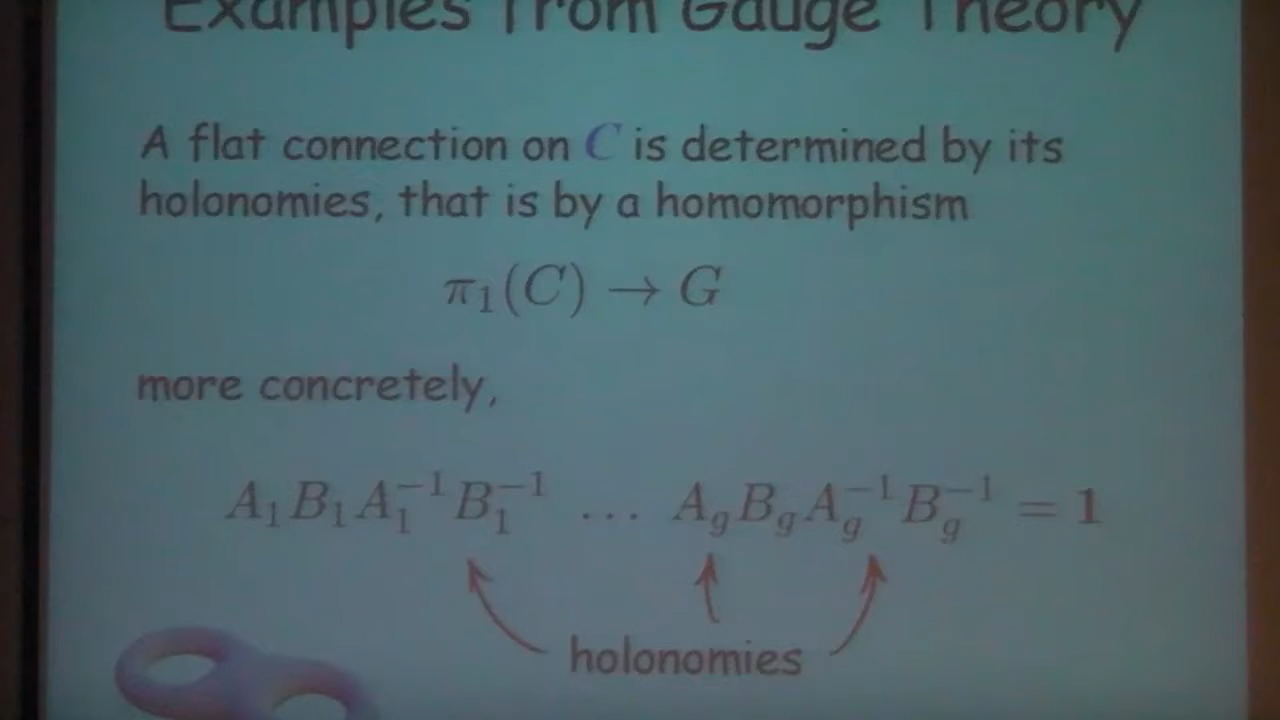 Examples from Gauge Theory
A flat connection on C is determined by its
holonomies, that is by a homomorphism
π₁(C) → G
more concretely,
A₁B₁A₁⁻¹B₁⁻¹ ... A_gB_gA_g⁻¹B_g⁻¹ = 1
holonomies